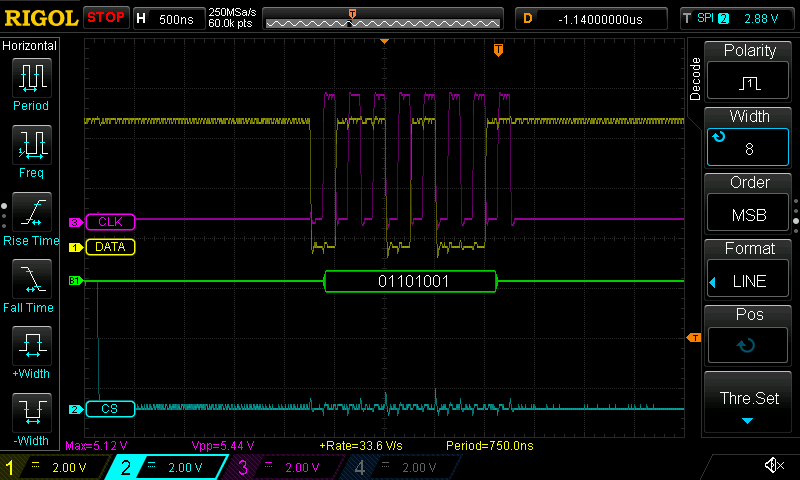 RIGOL STOP H 500ns 250MSa/s 60.0k pts T D -1.14000000us T SPI 2 2.88 V
Horizontal
Period
Freq
Rise Time
Fall Time
+Width
-Width
T
3 CLK
1 DATA
B1 01101001
T
2 CS
Max=5.12 V Vpp=5.44 V +Rate=33.6 V/s Period=750.0ns
Decode
Polarity
1
Width
8
Order
MSB
Format
LINE
Pos
Thre.Set
1 2.00 V 2 2.00 V 3 2.00 V 4 2.00 V